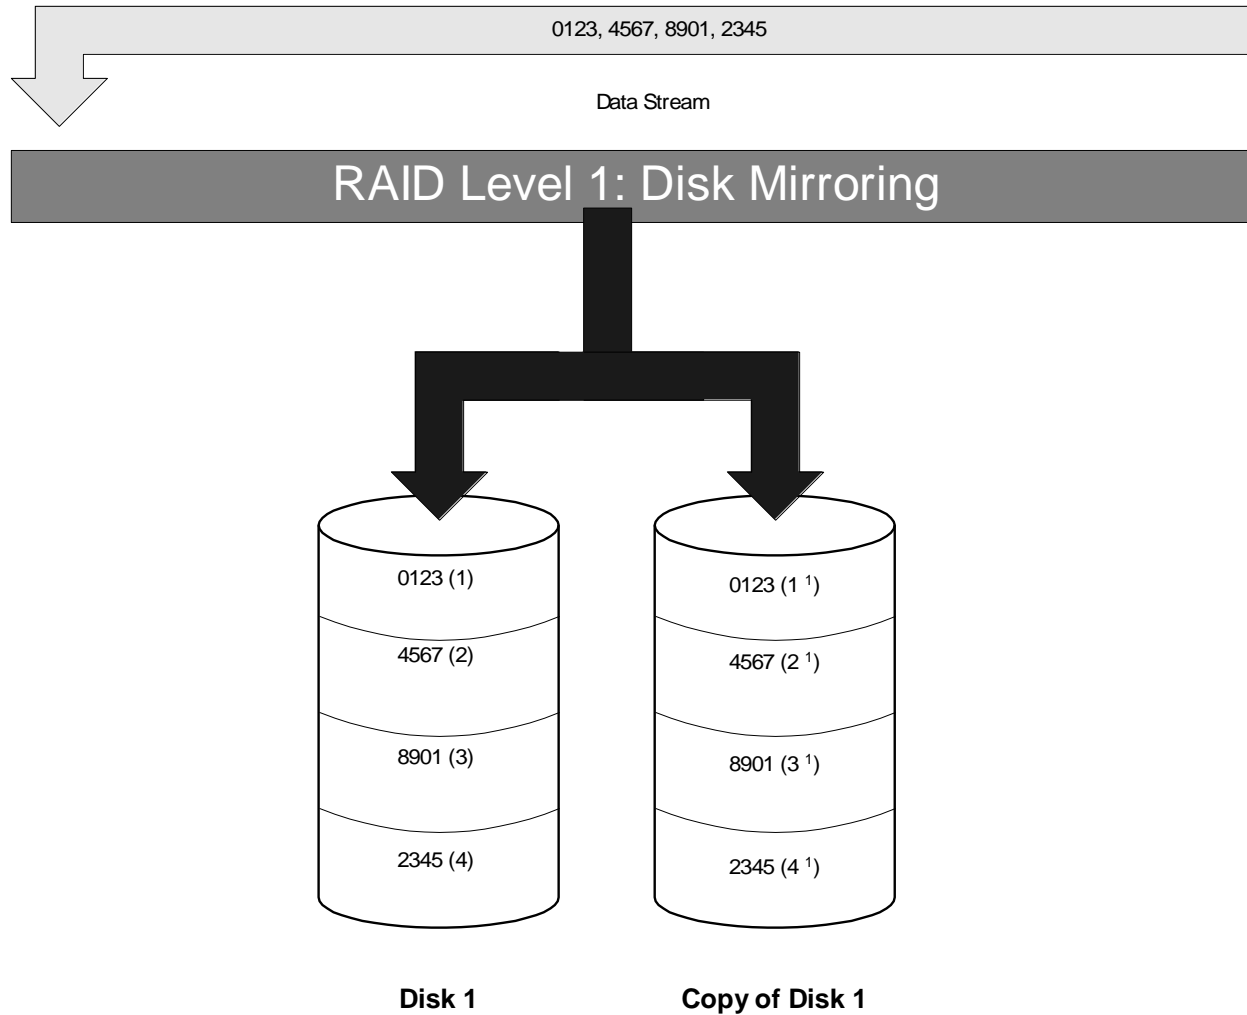 0123, 4567, 8901, 2345
Data Stream
RAID Level 1: Disk Mirroring
0123 (1)
0123 (1 ¹)
4567 (2)
4567 (2 ¹)
8901 (3)
8901 (3 ¹)
2345 (4)
2345 (4 ¹)
Disk 1
Copy of Disk 1